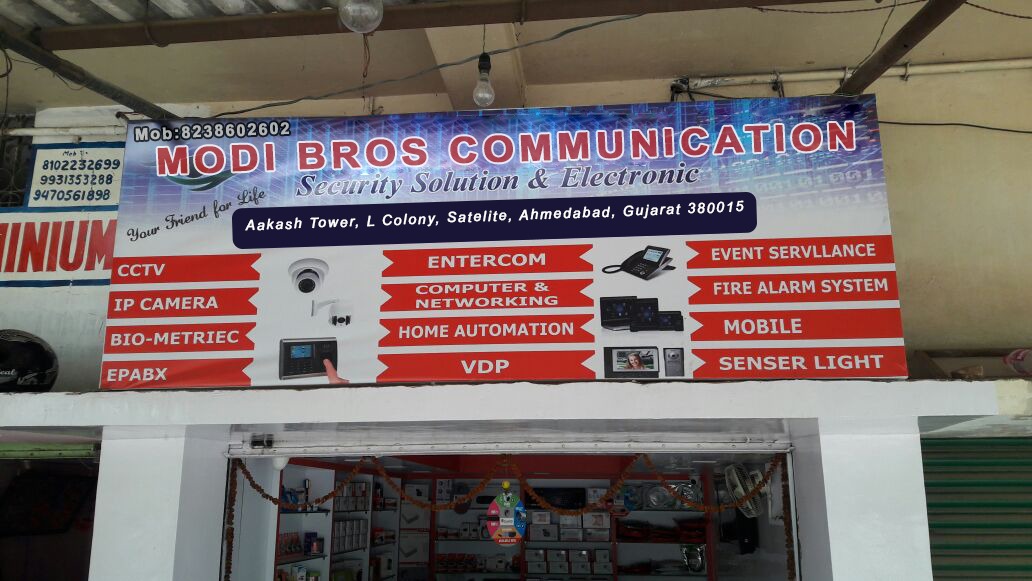 Mob:8238602602
MODI BROS COMMUNICATION
Security Solution & Electronic
Your Friend for Life
Aakash Tower, L Colony, Satelite, Ahmedabad, Gujarat 380015
CCTV
IP CAMERA
BIO-METRIEC
EPABX
ENTERCOM
COMPUTER &
NETWORKING
HOME AUTOMATION
VDP
EVENT SERVLLANCE
FIRE ALARM SYSTEM
MOBILE
SENSER LIGHT
8102232699
9931353288
9470561898
INIUM